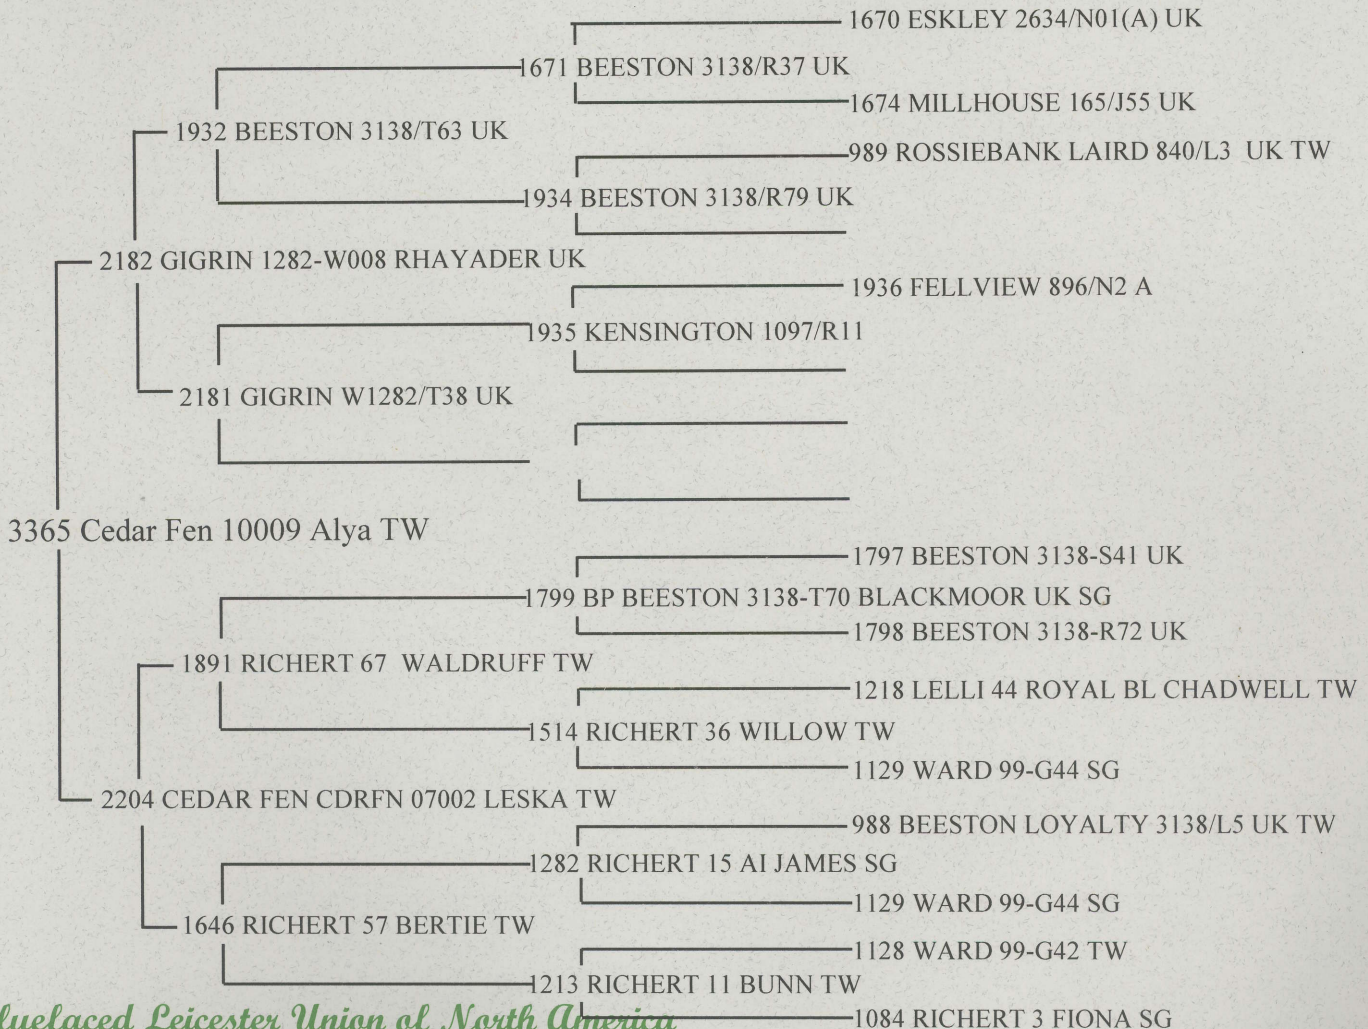 1670 ESKLEY 2634/N01(A) UK
1671 BEESTON 3138/R37 UK
1674 MILLHOUSE 165/J55 UK
1932 BEESTON 3138/T63 UK
989 ROSSIEBANK LAIRD 840/L3 UK TW
1934 BEESTON 3138/R79 UK
2182 GIGRIN 1282-W008 RHAYADER UK
1936 FELLVIEW 896/N2 A
1935 KENSINGTON 1097/R11
2181 GIGRIN W1282/T38 UK
3365 Cedar Fen 10009 Alya TW
1797 BEESTON 3138-S41 UK
1799 BP BEESTON 3138-T70 BLACKMOOR UK SG
1798 BEESTON 3138-R72 UK
1891 RICHERT 67 WALDRUFF TW
1218 LELLI 44 ROYAL BL CHADWELL TW
1514 RICHERT 36 WILLOW TW
1129 WARD 99-G44 SG
2204 CEDAR FEN CDRFN 07002 LESKA TW
988 BEESTON LOYALTY 3138/L5 UK TW
1282 RICHERT 15 AI JAMES SG
1129 WARD 99-G44 SG
1646 RICHERT 57 BERTIE TW
1128 WARD 99-G42 TW
1213 RICHERT 11 BUNN TW
luefaced Leicester Union of North America
1084 RICHERT 3 FIONA SG